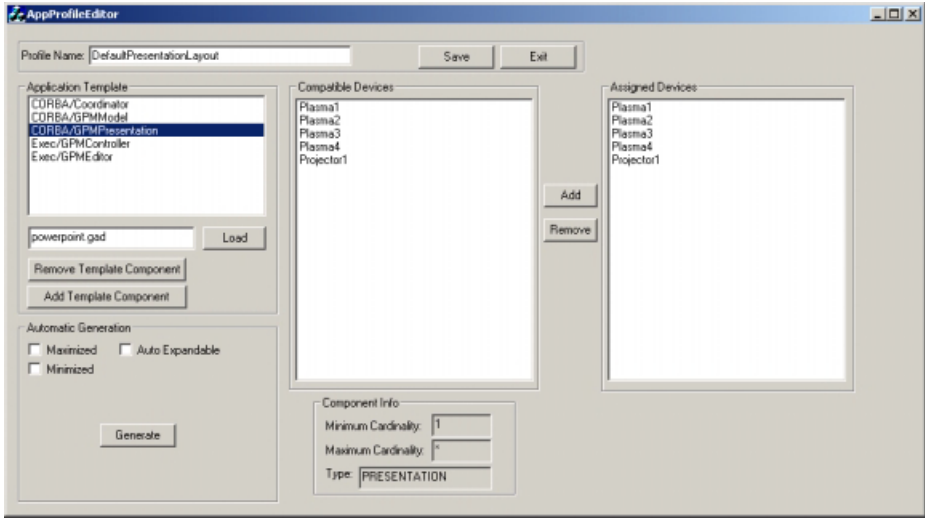 AppProfileEditor
Profile Name: DefaultPresentationLayout Save Exit
Application Template
CORBA/Coordinator
CORBA/GPMModel
CORBA/GPMPresentation
Exec/GPMController
Exec/GPMEditor
powerpoint.gad Load
Remove Template Component
Add Template Component
Automatic Generation
Maximized Auto Expandable
Minimized
Generate
Compatible Devices
Plasma1
Plasma2
Plasma3
Plasma4
Projector1
Add
Remove
Assigned Devices
Plasma1
Plasma2
Plasma3
Plasma4
Projector1
Component Info
Minimum Cardinality: 1
Maximum Cardinality: *
Type: PRESENTATION